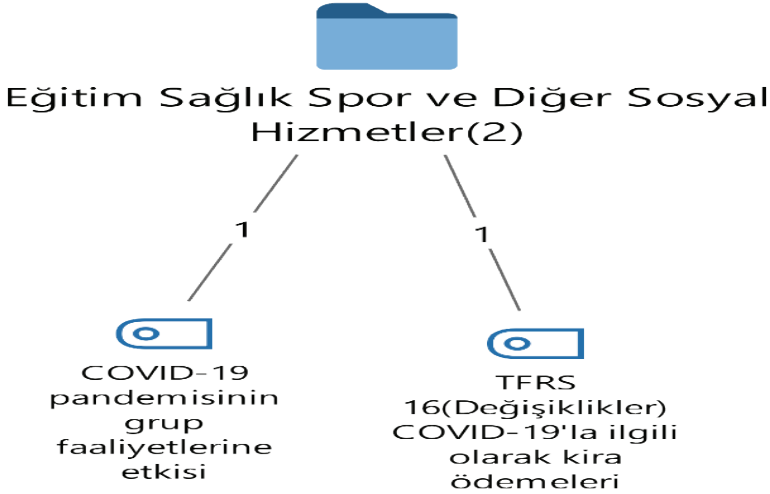 Eğitim Sağlık Spor ve Diğer Sosyal
Hizmetler(2)
1
1
COVID-19
pandemisinin
grup
faaliyetlerine
etkisi
TFRS
16(Değişiklikler)
COVID-19'la ilgili
olarak kira
ödemeleri